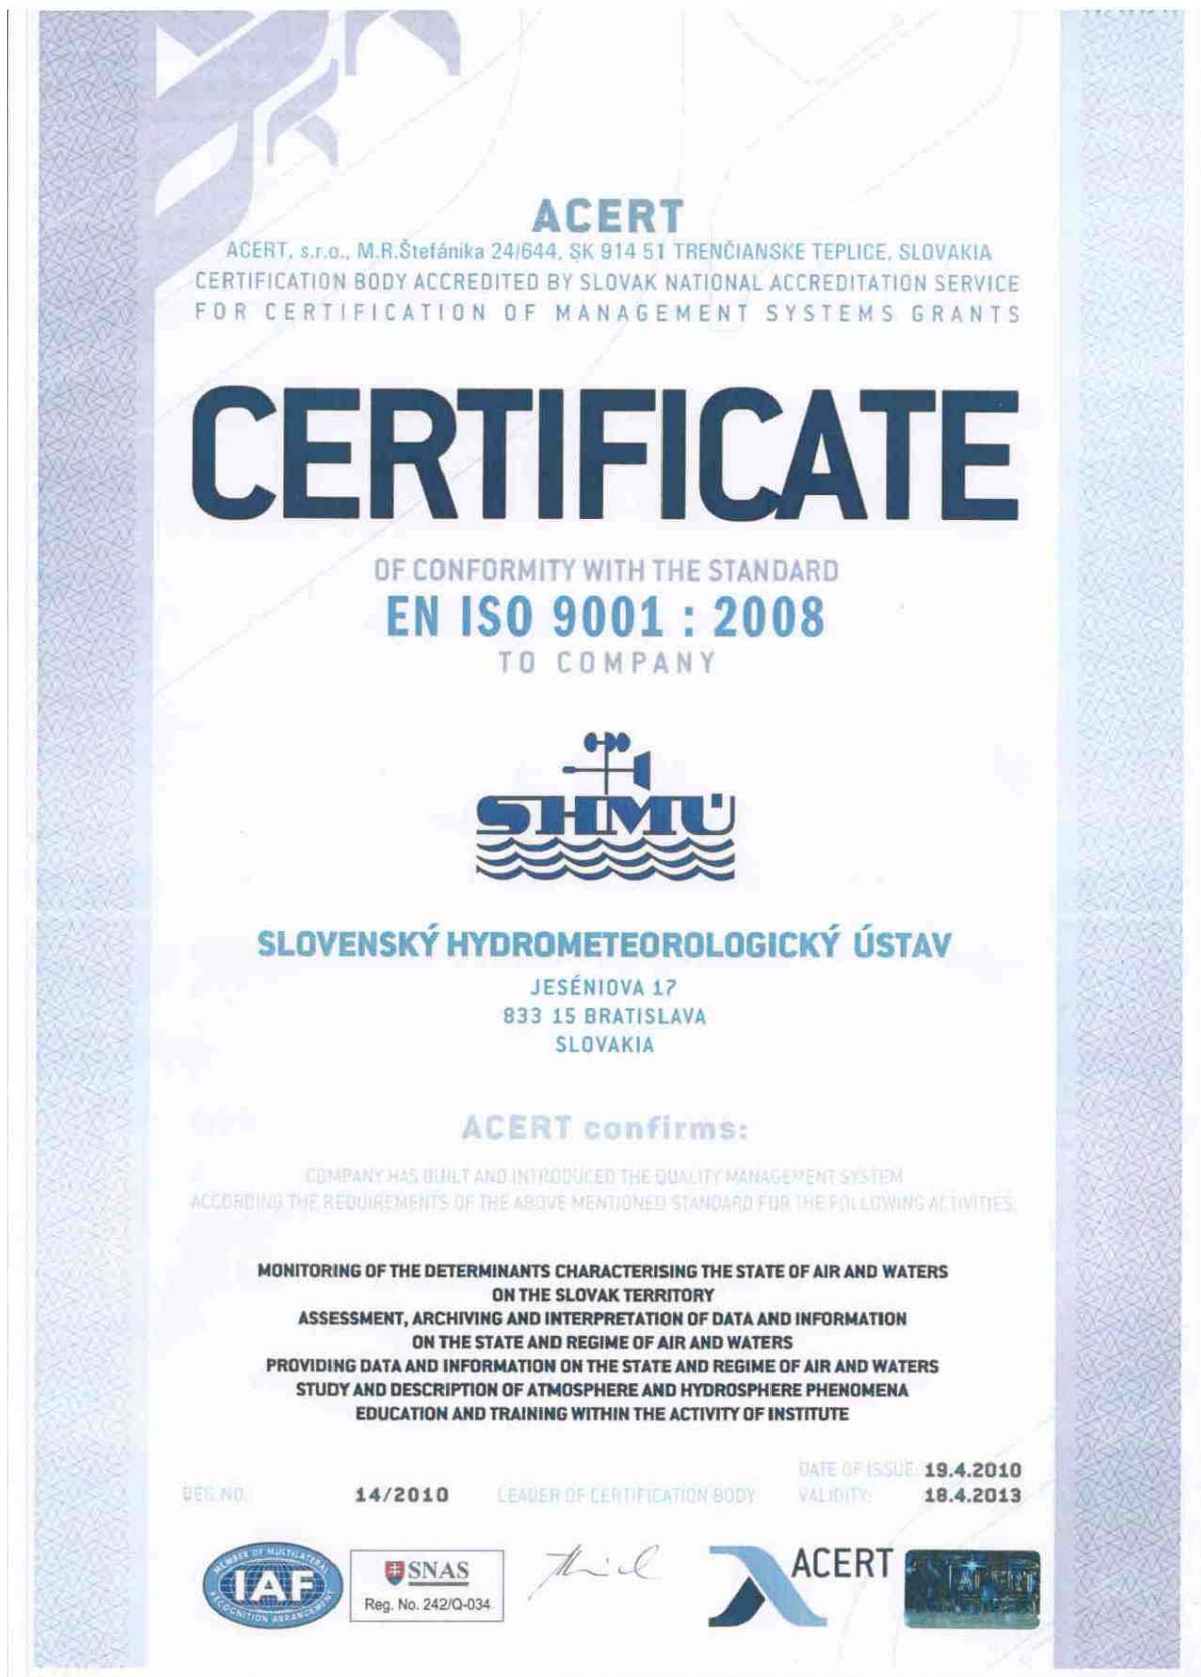 ACERT
ACERT, s.r.o., M.R.Štefánika 24/644, SK 914 51 TRENČIANSKE TEPLICE, SLOVAKIA
CERTIFICATION BODY ACCREDITED BY SLOVAK NATIONAL ACCREDITATION SERVICE
FOR CERTIFICATION OF MANAGEMENT SYSTEMS GRANTS
CERTIFICATE
OF CONFORMITY WITH THE STANDARD
EN ISO 9001 : 2008
TO COMPANY
SHMÚ
SLOVENSKÝ HYDROMETEOROLOGICKÝ ÚSTAV
JESÉNIOVA 17
833 15 BRATISLAVA
SLOVAKIA
ACERT confirms:
COMPANY HAS BUILT AND INTRODUCED THE QUALITY MANAGEMENT SYSTEM
ACCORDING THE REQUIREMENTS OF THE ABOVE MENTIONED STANDARD FOR THE FOLLOWING ACTIVITIES.
MONITORING OF THE DETERMINANTS CHARACTERISING THE STATE OF AIR AND WATERS
ON THE SLOVAK TERRITORY
ASSESSMENT, ARCHIVING AND INTERPRETATION OF DATA AND INFORMATION
ON THE STATE AND REGIME OF AIR AND WATERS
PROVIDING DATA AND INFORMATION ON THE STATE AND REGIME OF AIR AND WATERS
STUDY AND DESCRIPTION OF ATMOSPHERE AND HYDROSPHERE PHENOMENA
EDUCATION AND TRAINING WITHIN THE ACTIVITY OF INSTITUTE
DATE OF ISSUE: 19.4.2010
REG.NO. 14/2010 LEADER OF CERTIFICATION BODY VALIDITY: 18.4.2013
MEMBER OF MULTILATERAL
IAF
RECOGNITION ARRANGEMENT
SNAS
Reg. No. 242/Q-034
ACERT